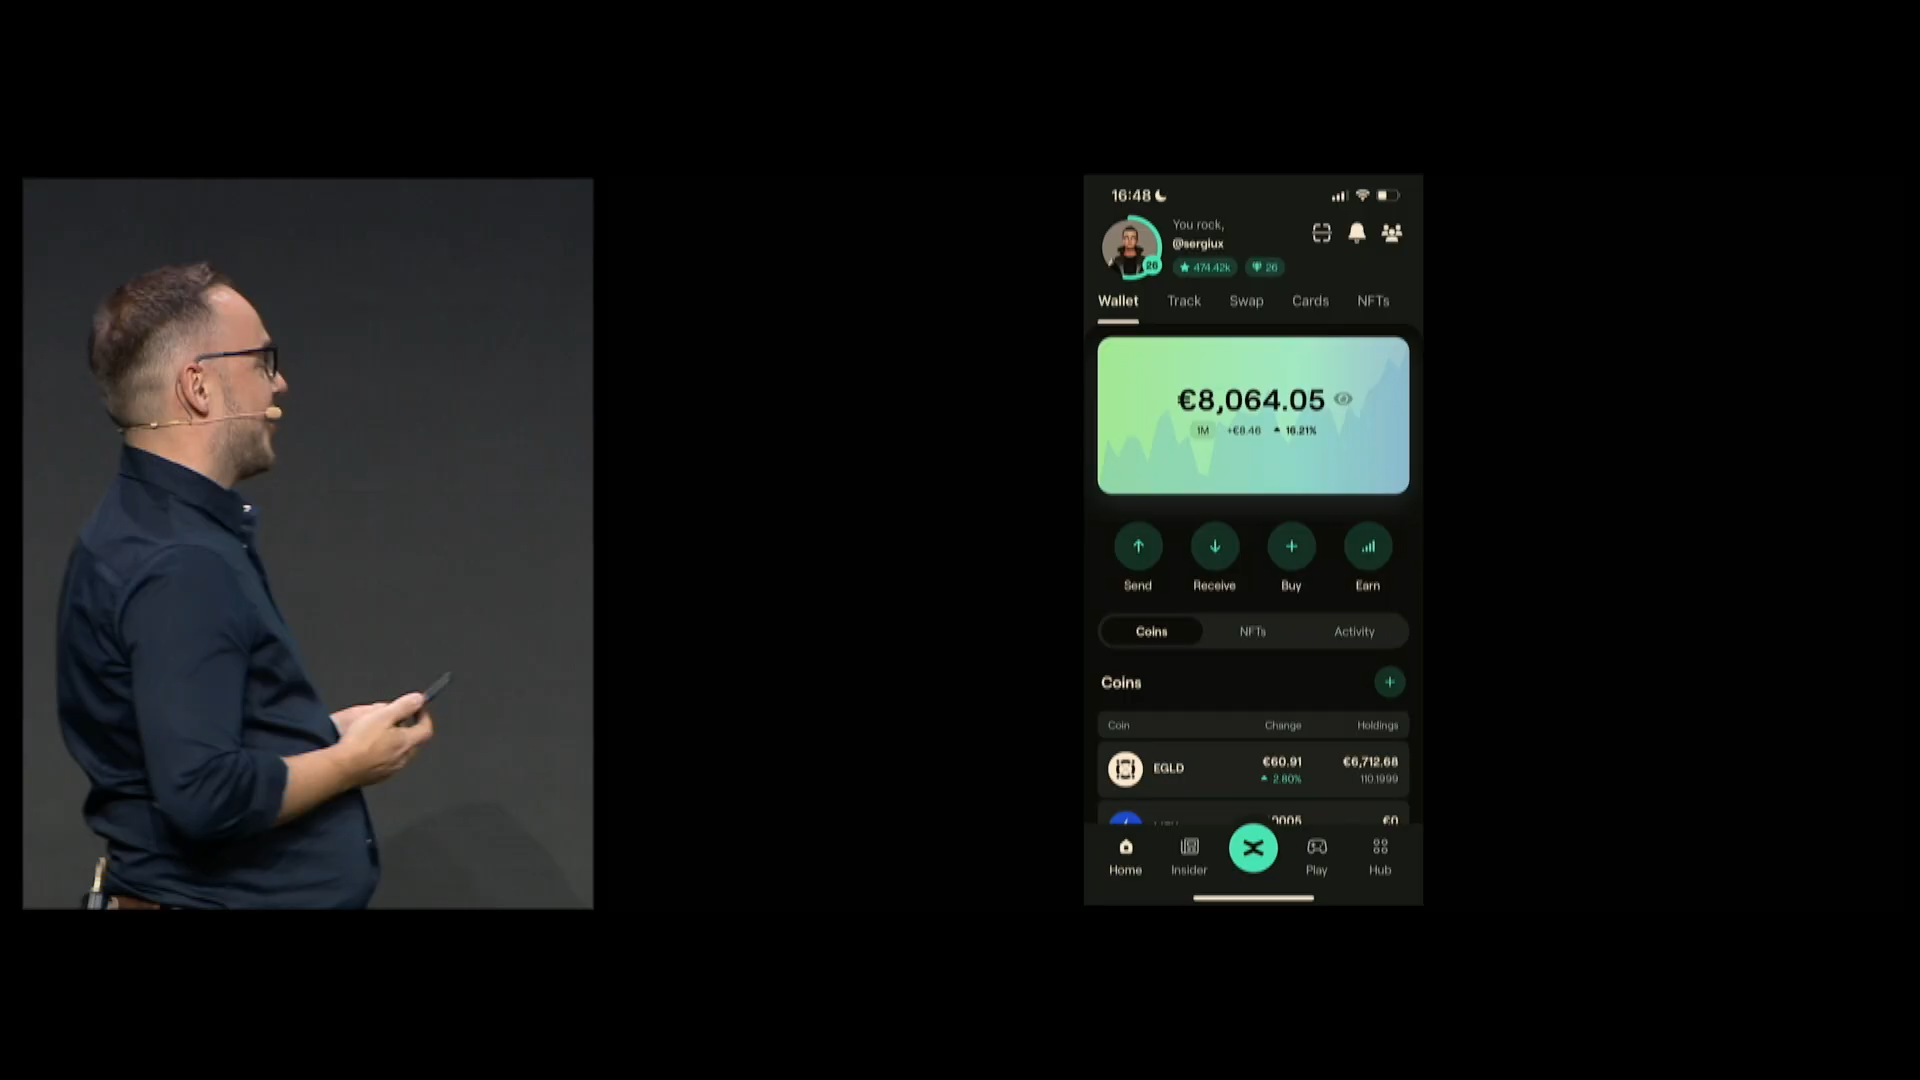 16:48
You rock,
@sergiux
26
474.42k
26
Wallet Track Swap Cards NFTs
€8,064.05
1M +€8.46 16.21%
Send Receive Buy Earn
Coins NFTs Activity
Coins
Coin Change Holdings
EGLD €60.91 €6,712.68
2.80% 110.1999
0005 €0
Home Insider Play Hub